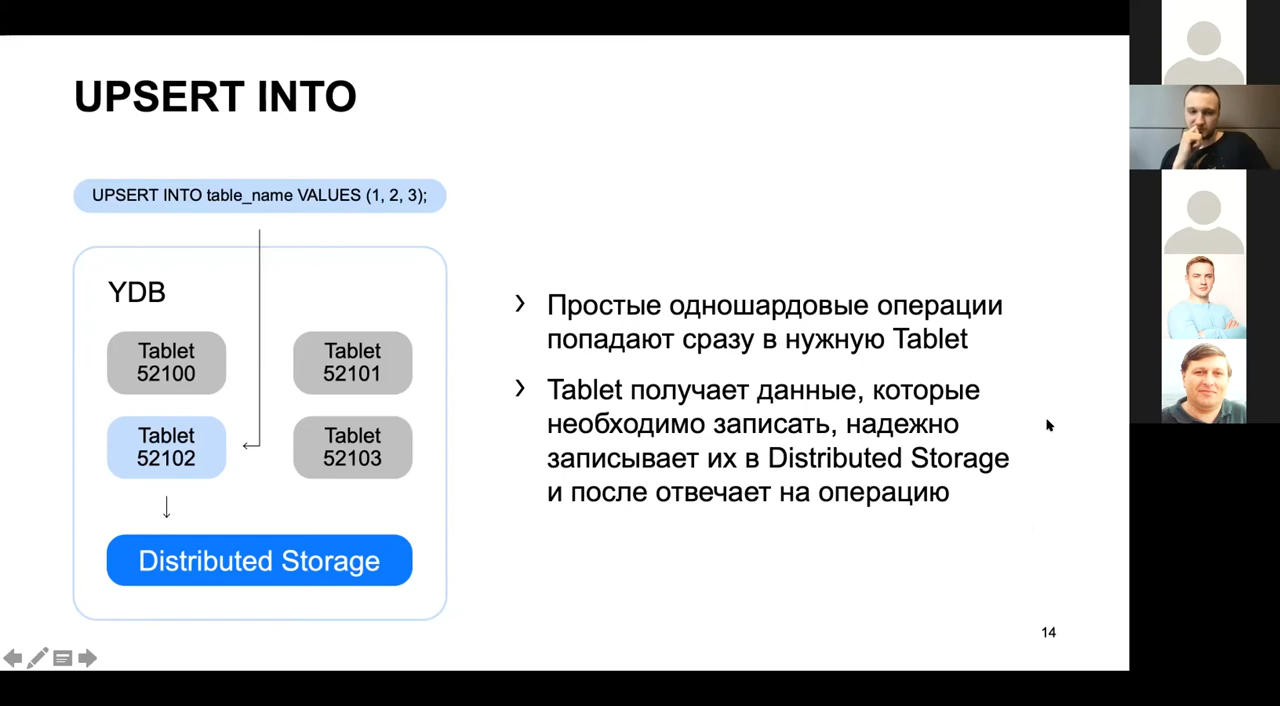 UPSERT INTO
UPSERT INTO table_name VALUES (1, 2, 3);
YDB
Tablet
52100
Tablet
52101
Tablet
52102
Tablet
52103
Distributed Storage
› Простые одношардовые операции
попадают сразу в нужную Tablet
› Tablet получает данные, которые
необходимо записать, надежно
записывает их в Distributed Storage
и после отвечает на операцию
14